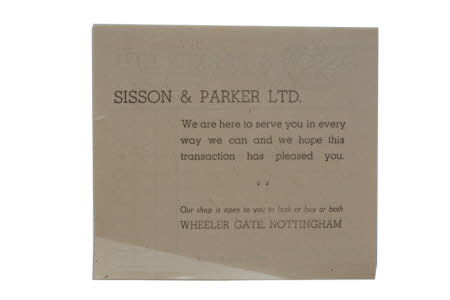 SISSON & PARKER LTD.
We are here to serve you in every
way we can and we hope this
transaction has pleased you.
Our shop is open to you to look or buy or both
WHEELER GATE, NOTTINGHAM